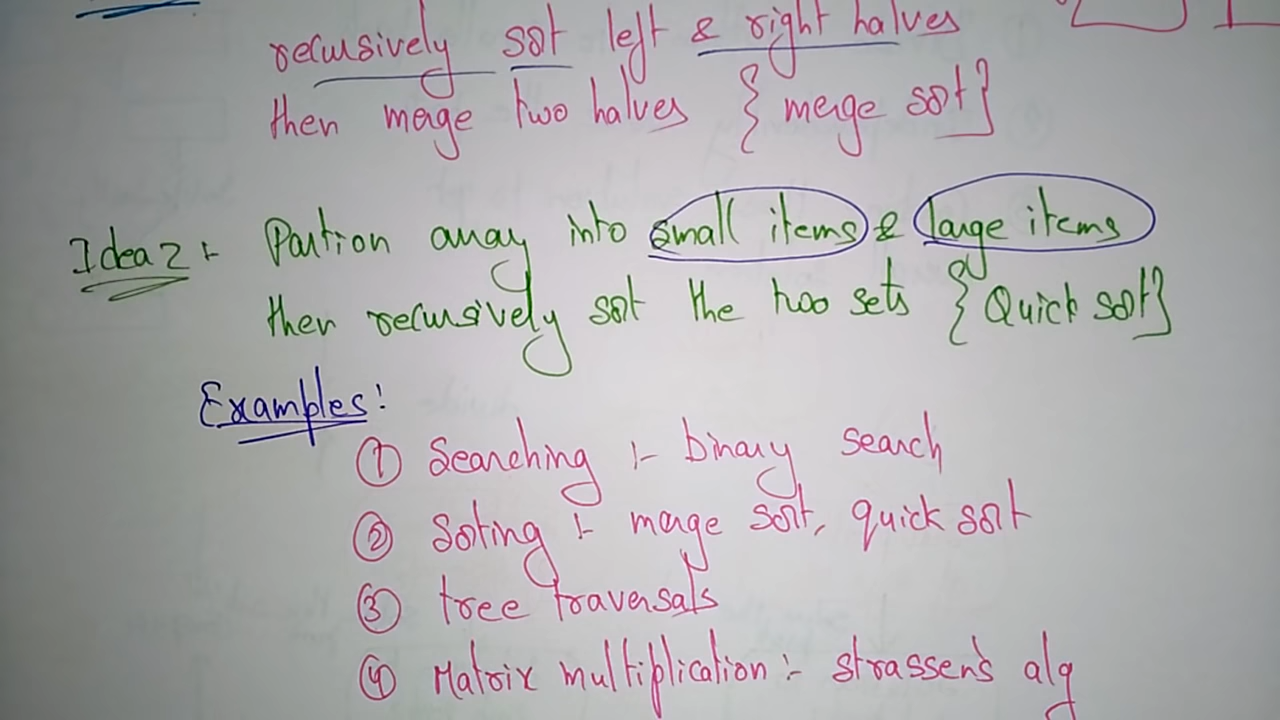 recursively sort left & right halves
then merge two halves { merge sort }
Idea 2 :- Partion array into small items & large items
then recursively sort the two sets { Quick sort }
Examples :
① Searching :- binary search
② Sorting :- merge sort, quick sort
③ tree traversals
④ Matrix multiplication :- strassen's alg